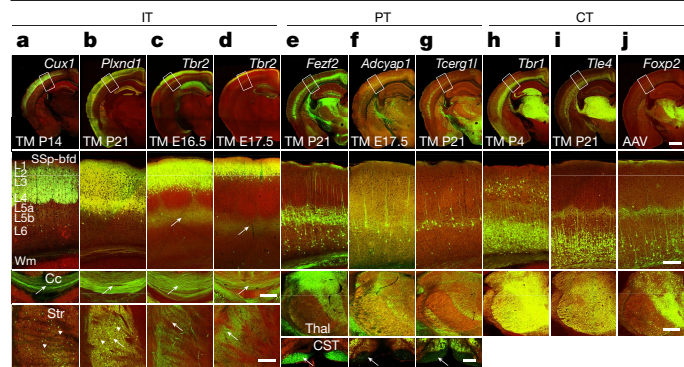 IT PT CT
a b c d e f g h i j
Cux1 Plxnd1 Tbr2 Tbr2 Fezf2 Adcyap1 Tcerg1l Tbr1 Tle4 Foxp2
TM P14 TM P21 TM E16.5 TM E17.5 TM P21 TM E17.5 TM P21 TM P4 TM P21 AAV
SSp-bfd
L1
L2
L3
L4
L5a
L5b
L6
Wm
Cc
Str
Thal
CST